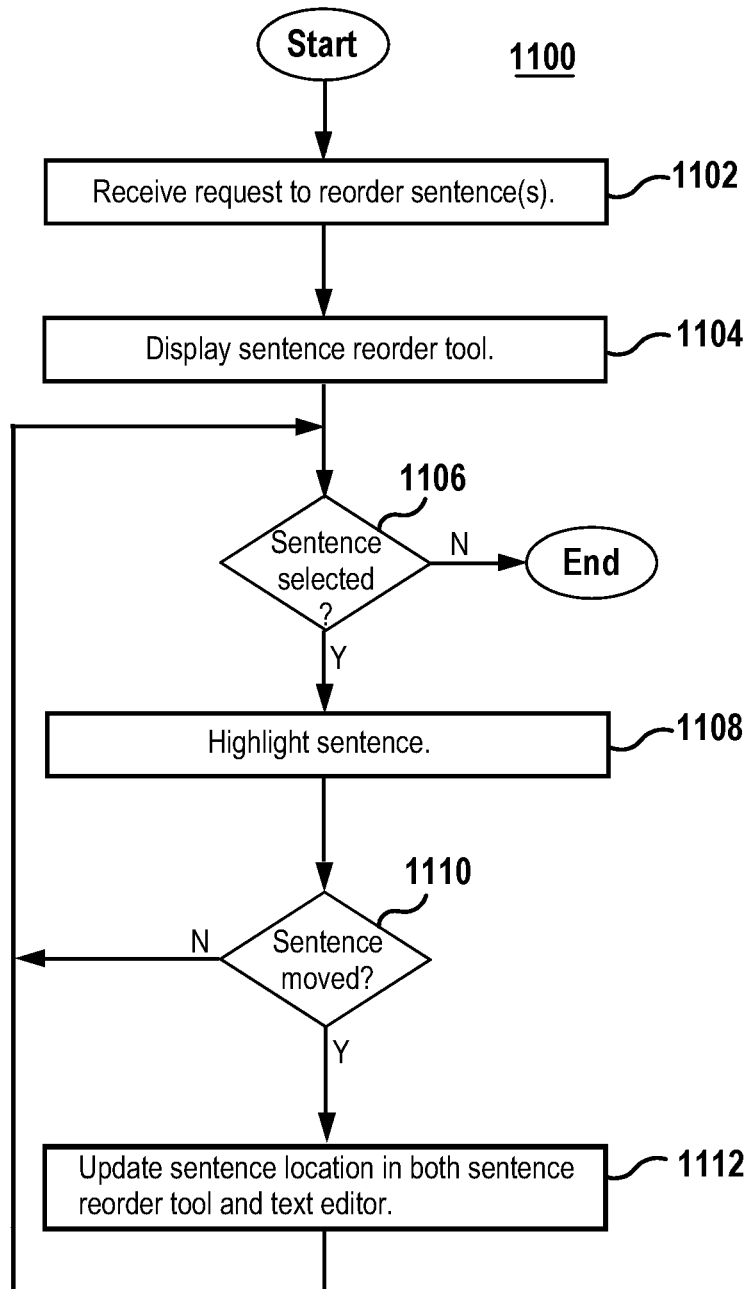 Start
1100
Receive request to reorder sentence(s).
1102
Display sentence reorder tool.
1104
1106
Sentence
selected
?
N
End
Y
Highlight sentence.
1108
1110
Sentence
moved?
N
Y
Update sentence location in both sentence
reorder tool and text editor.
1112